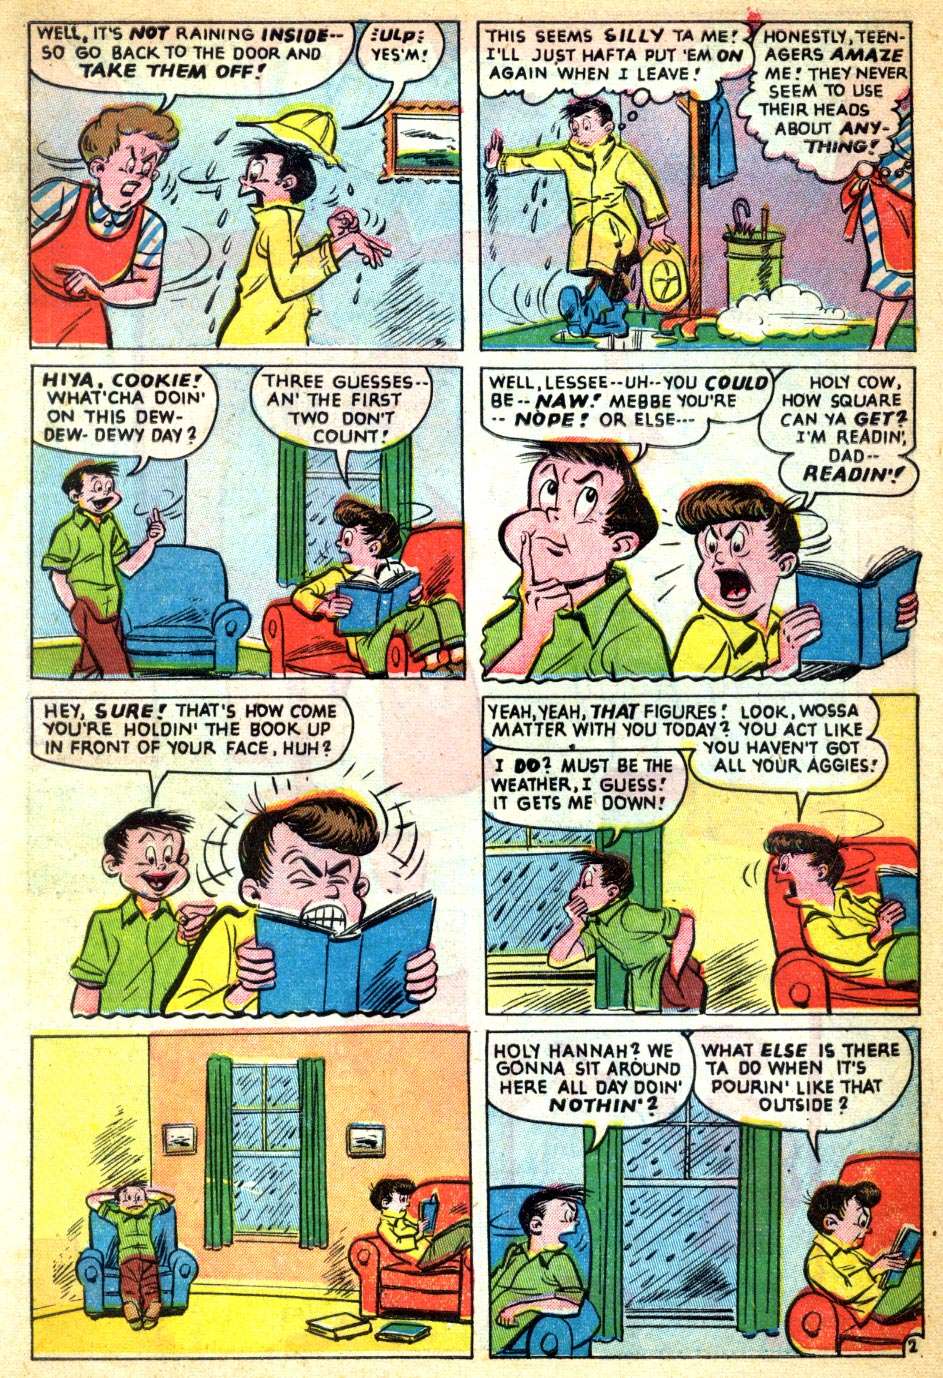 WELL, IT'S NOT RAINING INSIDE--
SO GO BACK TO THE DOOR AND
TAKE THEM OFF!
:ULP:
YES'M!
THIS SEEMS SILLY TA ME!
I'LL JUST HAFTA PUT 'EM ON
AGAIN WHEN I LEAVE!
HONESTLY, TEEN-
AGERS AMAZE
ME! THEY NEVER
SEEM TO USE
THEIR HEADS
ABOUT ANY-
THING!
HIYA, COOKIE!
WHAT'CHA DOIN'
ON THIS DEW-
DEW- DEWY DAY?
THREE GUESSES--
AN' THE FIRST
TWO DON'T
COUNT!
WELL, LESSEE--UH--YOU COULD
BE-- NAW! MEBBE YOU'RE
-- NOPE! OR ELSE---
HOLY COW,
HOW SQUARE
CAN YA GET?
I'M READIN',
DAD--
READIN'!
HEY, SURE! THAT'S HOW COME
YOU'RE HOLDIN' THE BOOK UP
IN FRONT OF YOUR FACE, HUH?
YEAH, YEAH, THAT FIGURES! LOOK, WOSSA
MATTER WITH YOU TODAY? YOU ACT LIKE
YOU HAVEN'T GOT
ALL YOUR AGGIES!
I DO? MUST BE THE
WEATHER, I GUESS!
IT GETS ME DOWN!
HOLY HANNAH? WE
GONNA SIT AROUND
HERE ALL DAY DOIN'
NOTHIN'?
WHAT ELSE IS THERE
TA DO WHEN IT'S
POURIN' LIKE THAT
OUTSIDE?
2